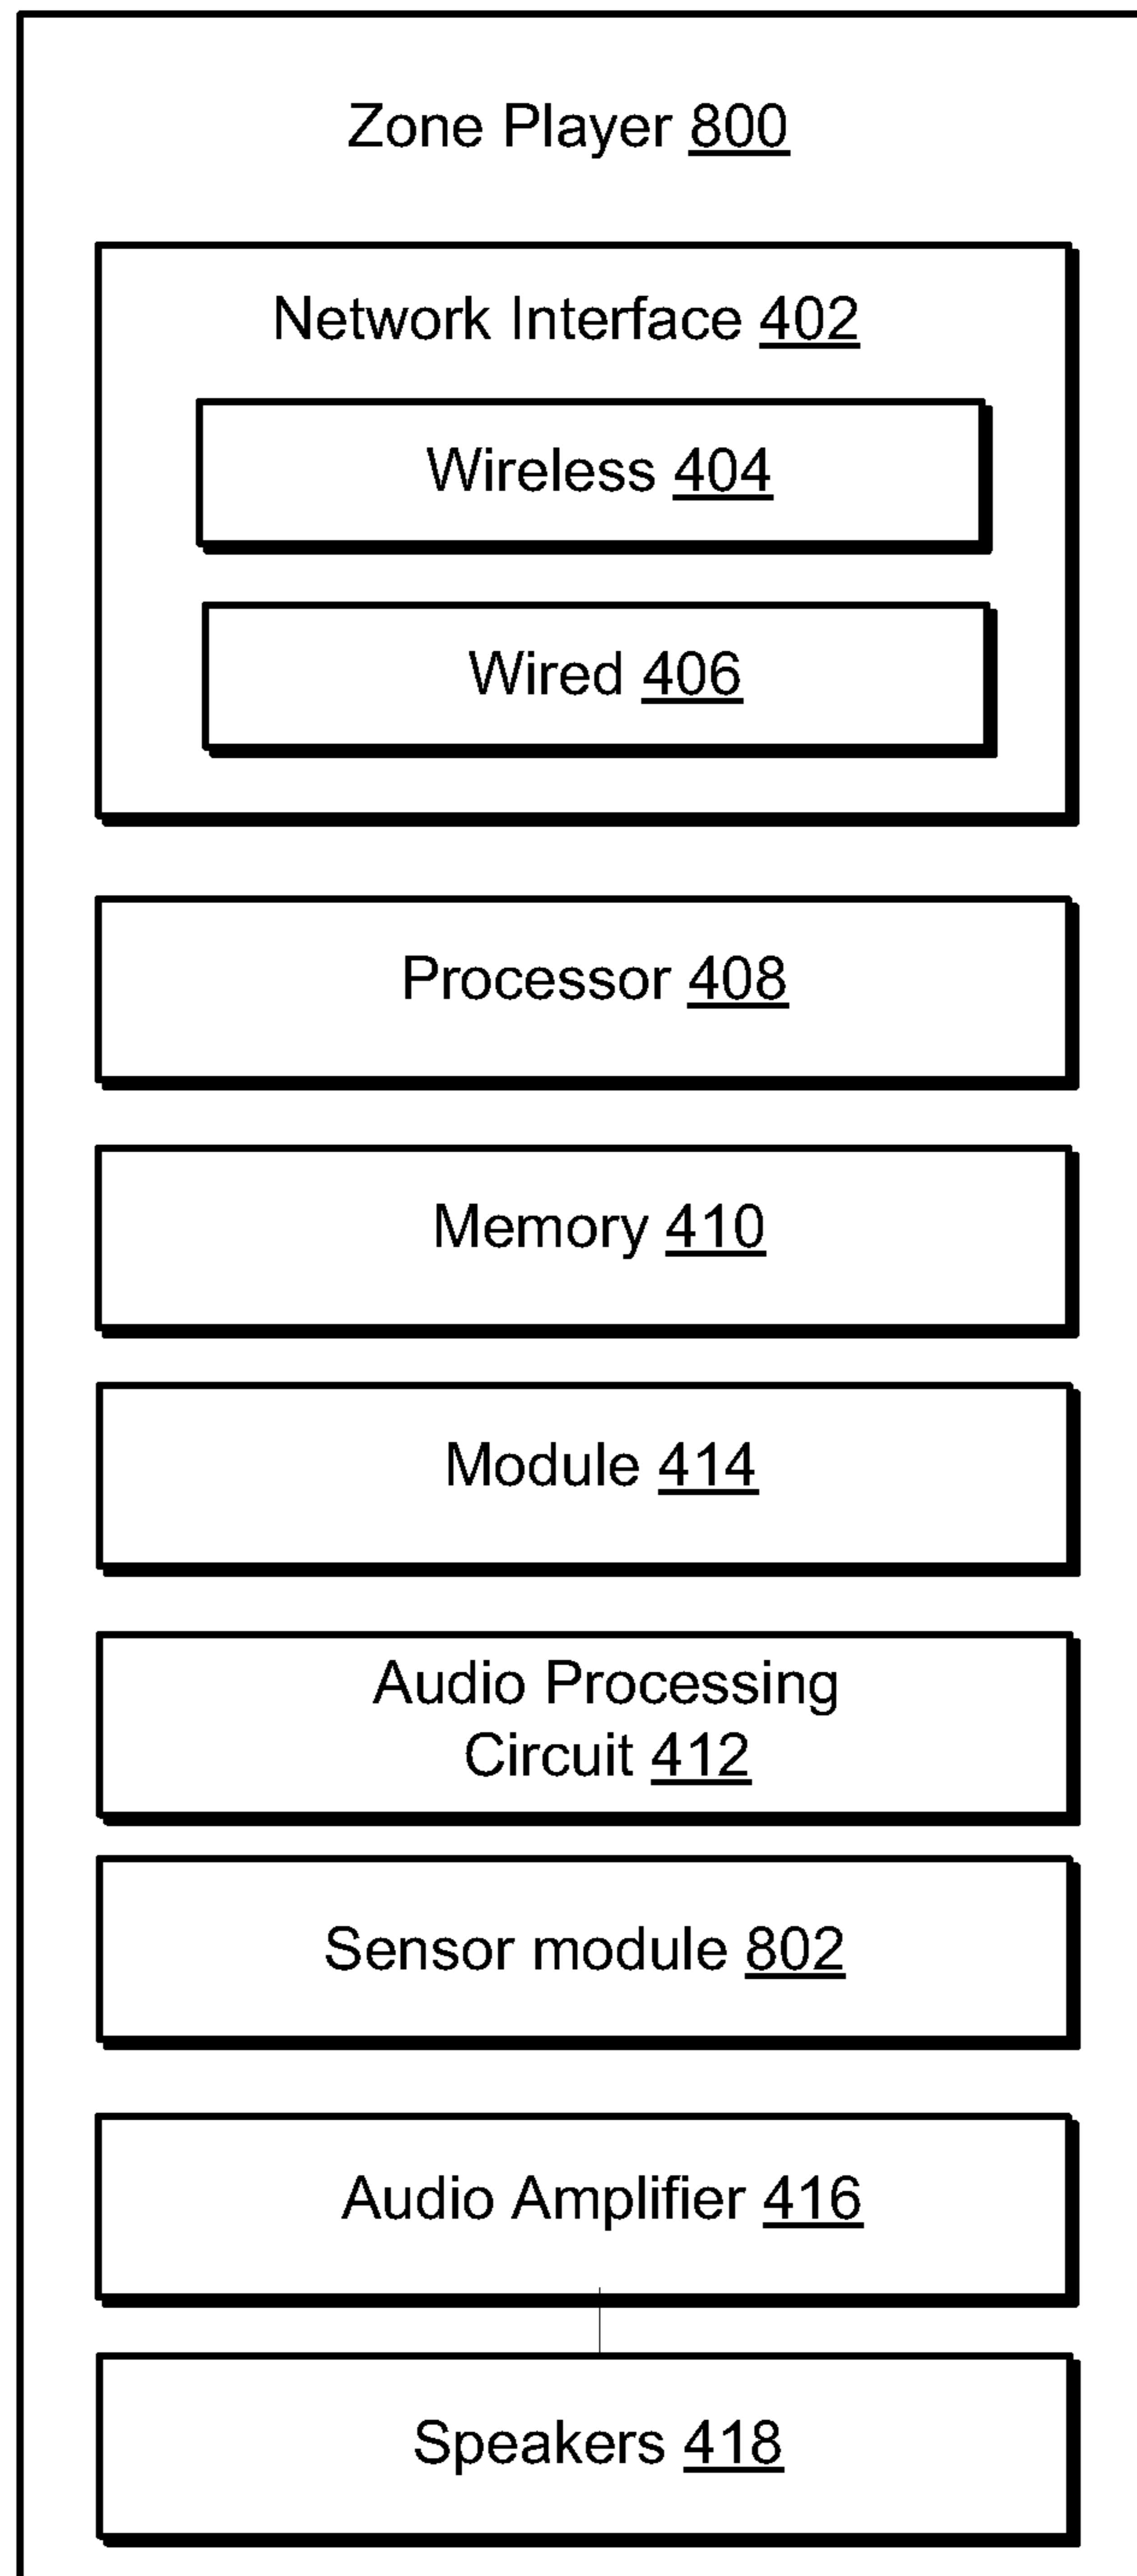 Zone Player 800
Network Interface 402
Wireless 404
Wired 406
Processor 408
Memory 410
Module 414
Audio Processing
Circuit 412
Sensor module 802
Audio Amplifier 416
Speakers 418